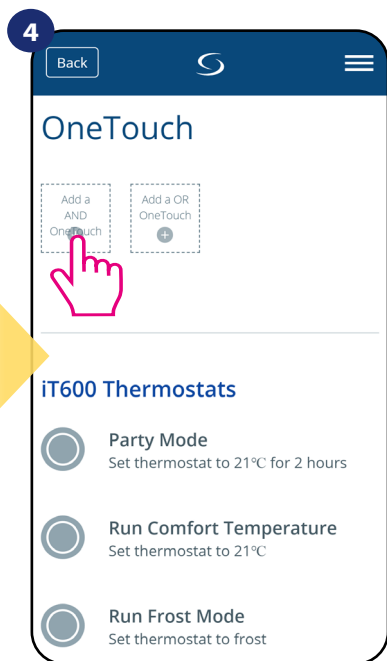 4
Back
OneTouch
Add a
AND
OneTouch
Add a OR
OneTouch
iT600 Thermostats
Party Mode
Set thermostat to 21℃ for 2 hours
Run Comfort Temperature
Set thermostat to 21℃
Run Frost Mode
Set thermostat to frost